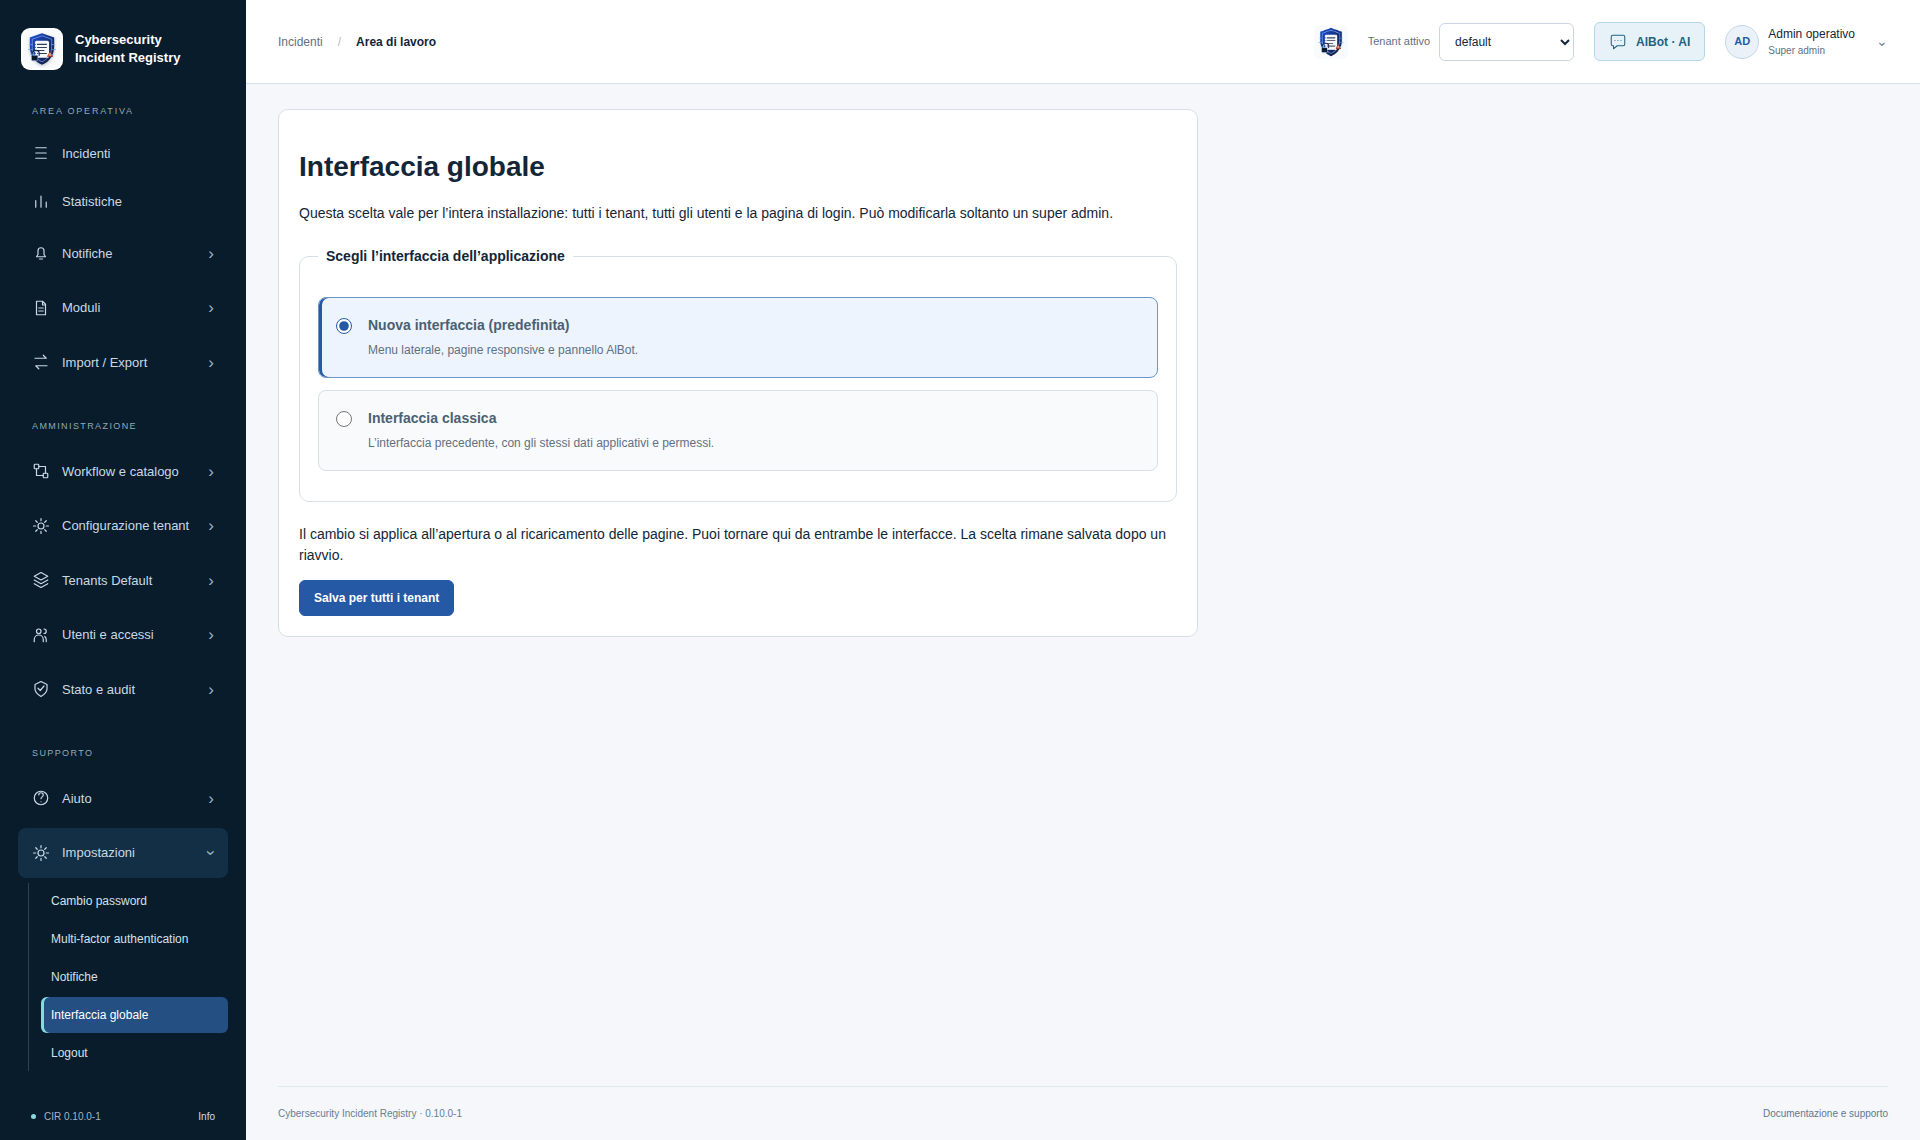 Cybersecurity
Incident Registry
AREA OPERATIVA
Incidenti
Statistiche
Notifiche
Moduli
Import / Export
AMMINISTRAZIONE
Workflow e catalogo
Configurazione tenant
Tenants Default
Utenti e accessi
Stato e audit
SUPPORTO
Aiuto
Impostazioni
Cambio password
Multi-factor authentication
Notifiche
Interfaccia globale
Logout
CIR 0.10.0-1 Info
Incidenti / Area di lavoro
Tenant attivo default
AIBot · AI
AD
Admin operativo
Super admin
Interfaccia globale
Questa scelta vale per l’intera installazione: tutti i tenant, tutti gli utenti e la pagina di login. Può modificarla soltanto un super admin.
Scegli l’interfaccia dell’applicazione
Nuova interfaccia (predefinita)
Menu laterale, pagine responsive e pannello AIBot.
Interfaccia classica
L’interfaccia precedente, con gli stessi dati applicativi e permessi.
Il cambio si applica all’apertura o al ricaricamento delle pagine. Puoi tornare qui da entrambe le interfacce. La scelta rimane salvata dopo un
riavvio.
Salva per tutti i tenant
Cybersecurity Incident Registry · 0.10.0-1
Documentazione e supporto